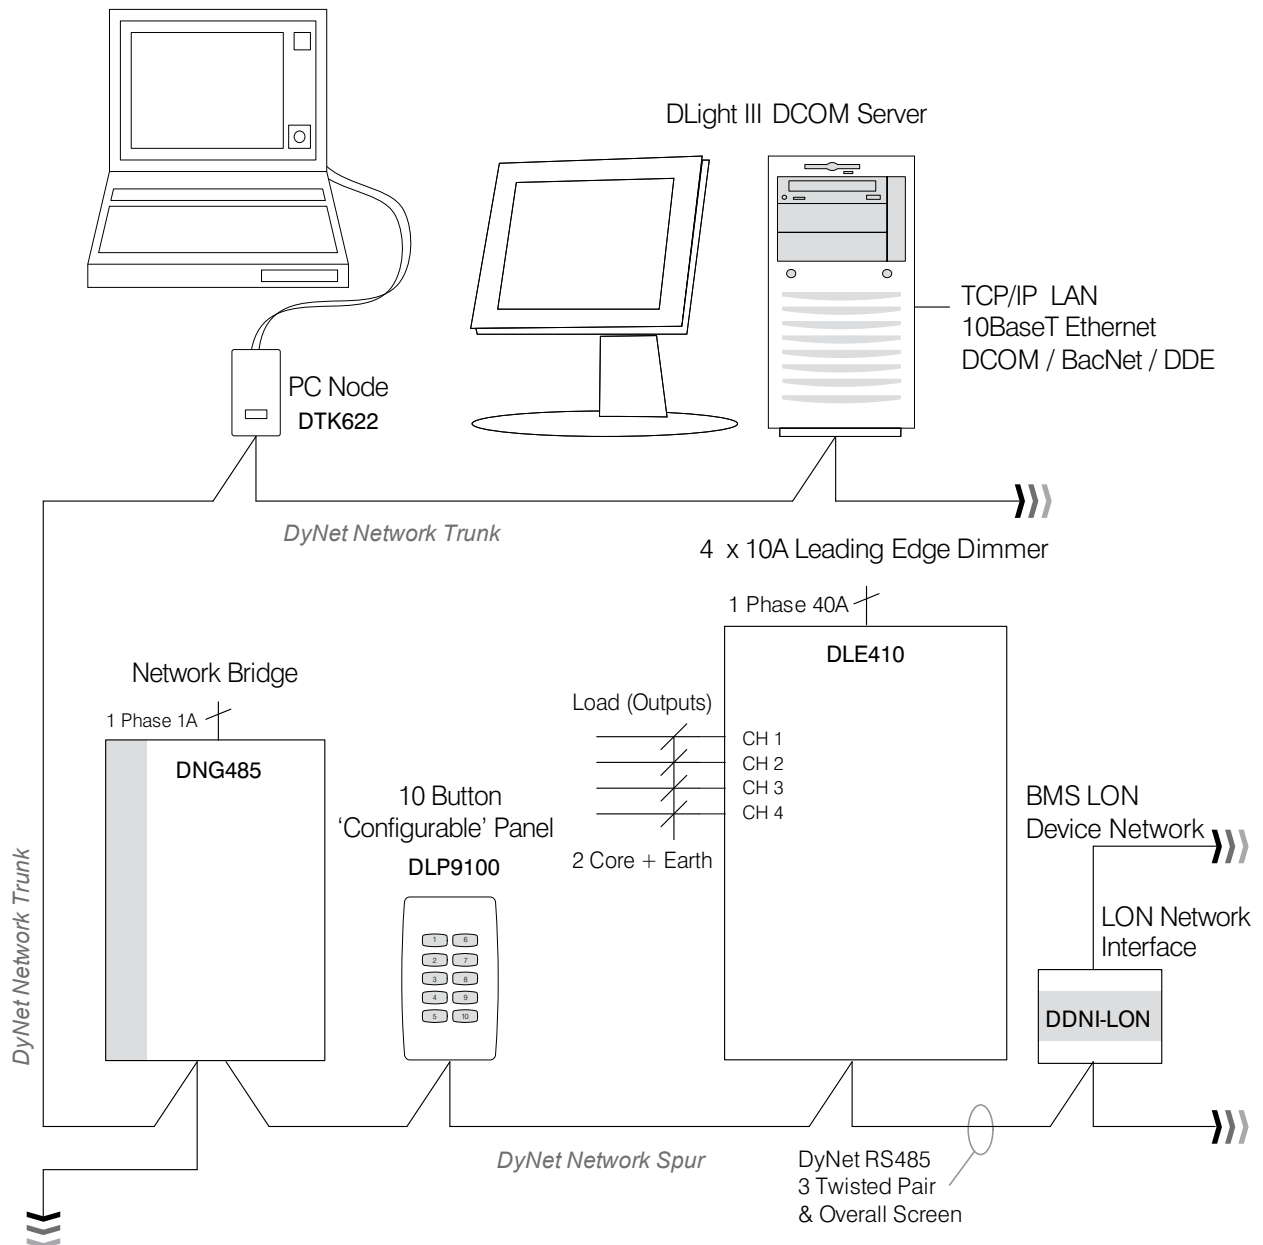 DLight III DCOM Server
TCP/IP LAN
10BaseT Ethernet
DCOM / BacNet / DDE
PC Node
DTK622
DyNet Network Trunk
4 x 10A Leading Edge Dimmer
1 Phase 40A
DLE410
Network Bridge
1 Phase 1A
DNG485
Load (Outputs)
CH 1
CH 2
CH 3
CH 4
2 Core + Earth
10 Button
‘Configurable’ Panel
DLP9100
1 6
2 7
3 8
4 9
5 10
BMS LON
Device Network
LON Network
Interface
DDNI-LON
DyNet Network Trunk
DyNet Network Spur
DyNet RS485
3 Twisted Pair
& Overall Screen